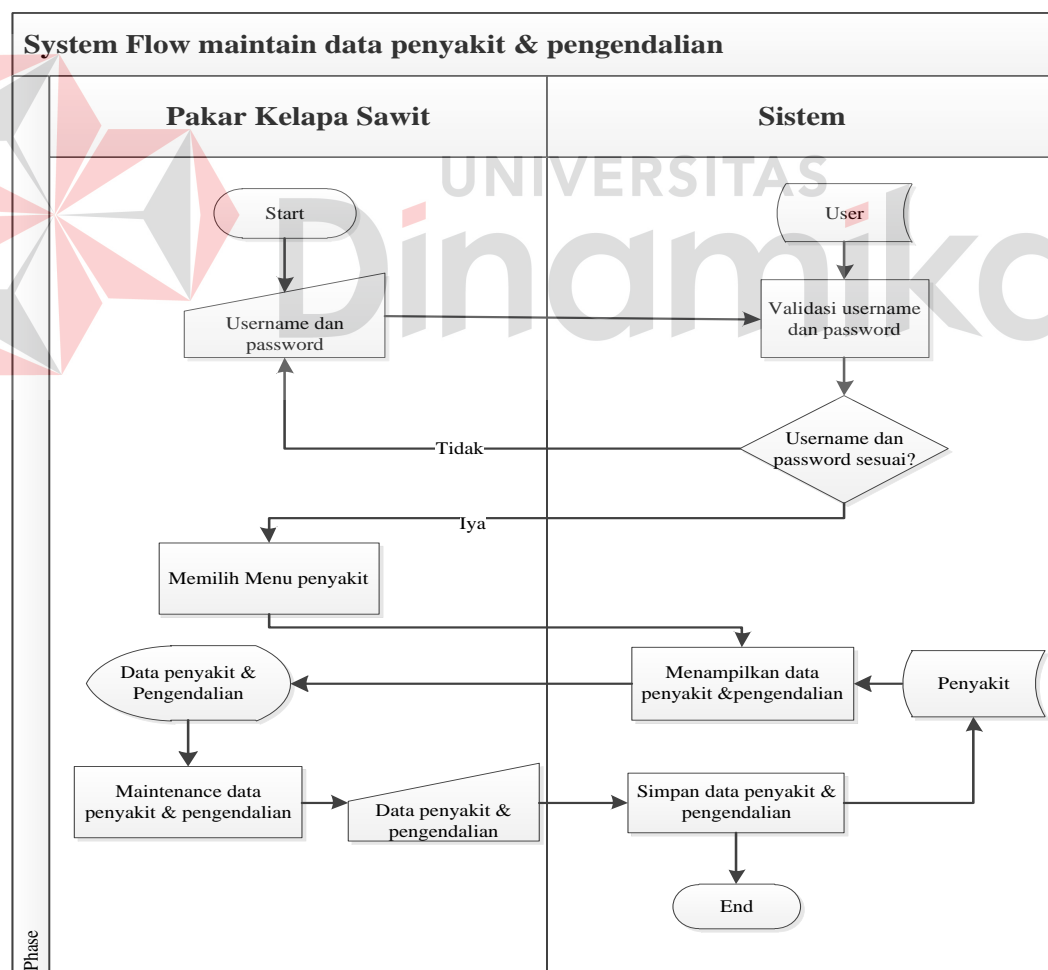 System Flow maintain data penyakit & pengendalian
Pakar Kelapa Sawit
Sistem
UNIVERSITAS
Dinamika
Start
User
Username dan
password
Validasi username
dan password
Username dan
password sesuai?
Tidak
Iya
Memilih Menu penyakit
Data penyakit &
Pengendalian
Menampilkan data
penyakit &pengendalian
Penyakit
Maintenance data
penyakit & pengendalian
Data penyakit &
pengendalian
Simpan data penyakit &
pengendalian
End
Phase